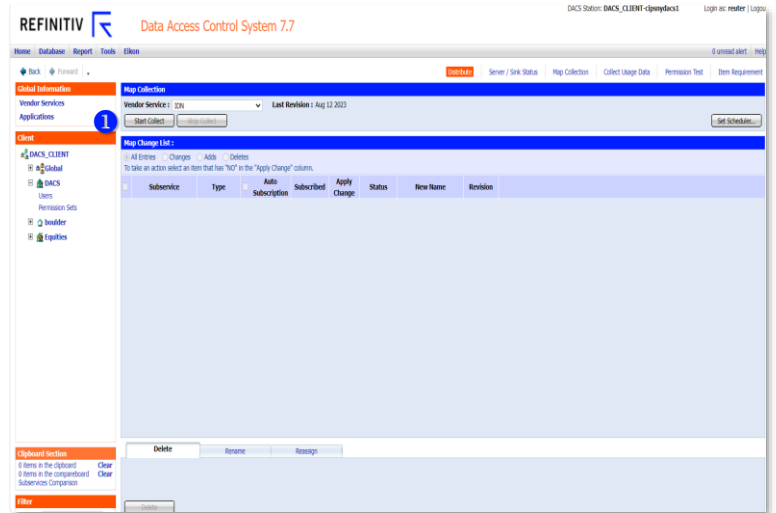 DACS Station: DACS_CLIENT-cipsnydacs1 Login as: reuter | Logou
REFINITIV Data Access Control System 7.7
Home Database Report Tools Eikon 0 unread alert Help
Back Forward Distribute Server / Sink Status Map Collection Collect Usage Data Permission Test Item Requirement
Global Information
Vendor Services
Applications
Map Collection
Vendor Service : IDN Last Revision : Aug 12 2023
1
Start Collect Stop Collect Set Scheduler...
Client
DACS_CLIENT
Global
DACS
Users
Permission Sets
boulder
Equities
Map Change List :
All Entries Changes Adds Deletes
To take an action select an item that has "NO" in the "Apply Change" column.
Subservice Type Auto Subscription Subscribed Apply Change Status New Name Revision
Clipboard Section
0 items in the clipboard Clear
0 items in the compareboard Clear
Subservices Comparison
Filter
Delete Rename Reassign
Delete